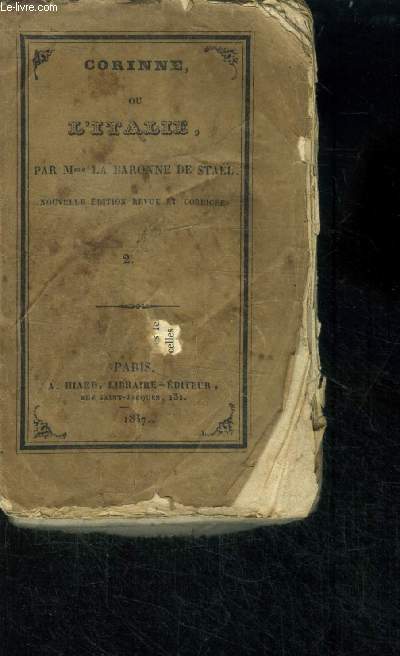 Le-livre.com
CORINNE,
OU
L'ITALIE,
PAR Mme LA BARONNE DE STAEL.
NOUVELLE ÉDITION REVUE ET CORRIGÉE
2.
celles
PARIS.
A. HIARD, LIBRAIRE-ÉDITEUR,
RUE SAINT-JACQUES, 131.